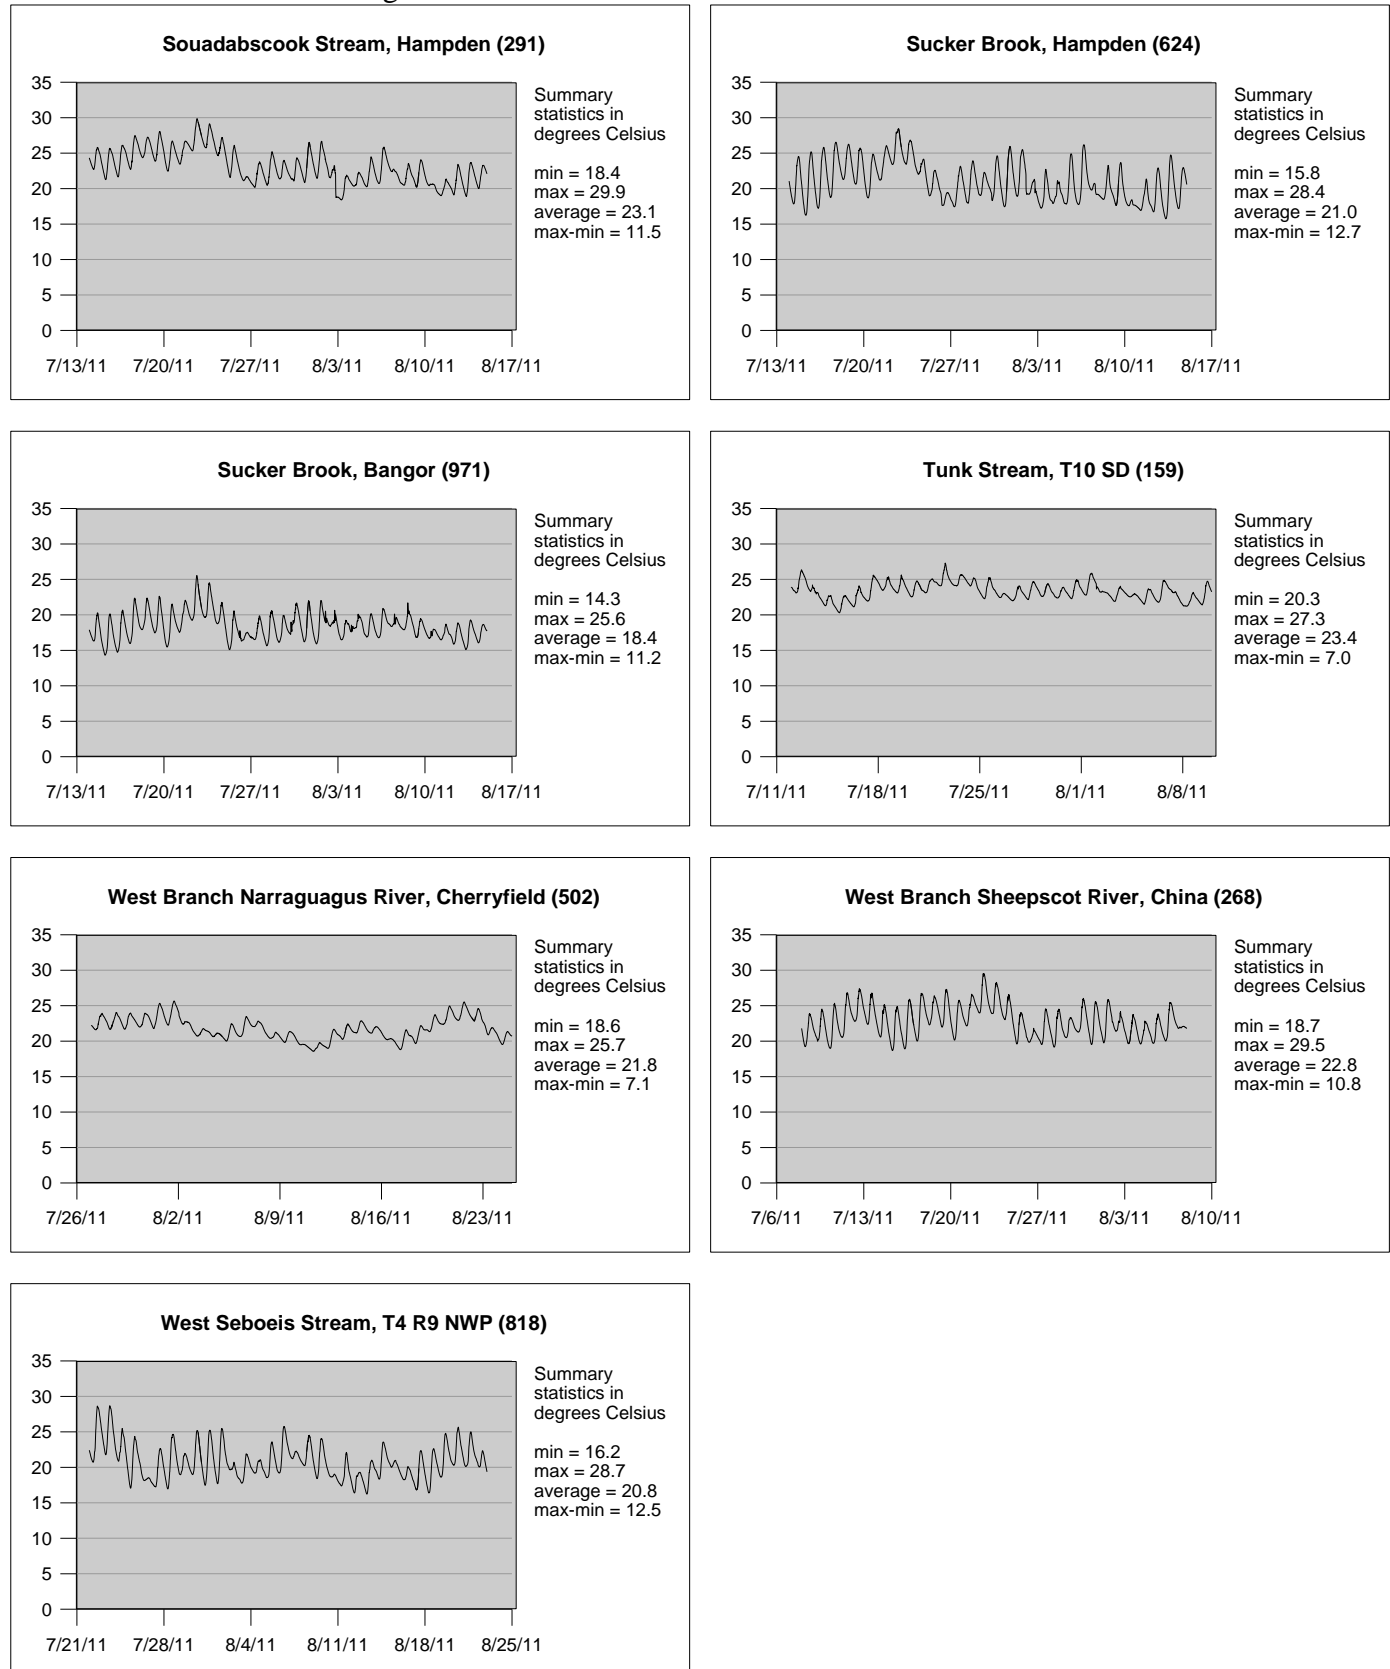 g
Souadabscook Stream, Hampden (291)
35
30
25
20
15
10
5
0
7/13/11 7/20/11 7/27/11 8/3/11 8/10/11 8/17/11
Summary
statistics in
degrees Celsius
min = 18.4
max = 29.9
average = 23.1
max-min = 11.5
Sucker Brook, Hampden (624)
35
30
25
20
15
10
5
0
7/13/11 7/20/11 7/27/11 8/3/11 8/10/11 8/17/11
Summary
statistics in
degrees Celsius
min = 15.8
max = 28.4
average = 21.0
max-min = 12.7
Sucker Brook, Bangor (971)
35
30
25
20
15
10
5
0
7/13/11 7/20/11 7/27/11 8/3/11 8/10/11 8/17/11
Summary
statistics in
degrees Celsius
min = 14.3
max = 25.6
average = 18.4
max-min = 11.2
Tunk Stream, T10 SD (159)
35
30
25
20
15
10
5
0
7/11/11 7/18/11 7/25/11 8/1/11 8/8/11
Summary
statistics in
degrees Celsius
min = 20.3
max = 27.3
average = 23.4
max-min = 7.0
West Branch Narraguagus River, Cherryfield (502)
35
30
25
20
15
10
5
0
7/26/11 8/2/11 8/9/11 8/16/11 8/23/11
Summary
statistics in
degrees Celsius
min = 18.6
max = 25.7
average = 21.8
max-min = 7.1
West Branch Sheepscot River, China (268)
35
30
25
20
15
10
5
0
7/6/11 7/13/11 7/20/11 7/27/11 8/3/11 8/10/11
Summary
statistics in
degrees Celsius
min = 18.7
max = 29.5
average = 22.8
max-min = 10.8
West Seboeis Stream, T4 R9 NWP (818)
35
30
25
20
15
10
5
0
7/21/11 7/28/11 8/4/11 8/11/11 8/18/11 8/25/11
Summary
statistics in
degrees Celsius
min = 16.2
max = 28.7
average = 20.8
max-min = 12.5